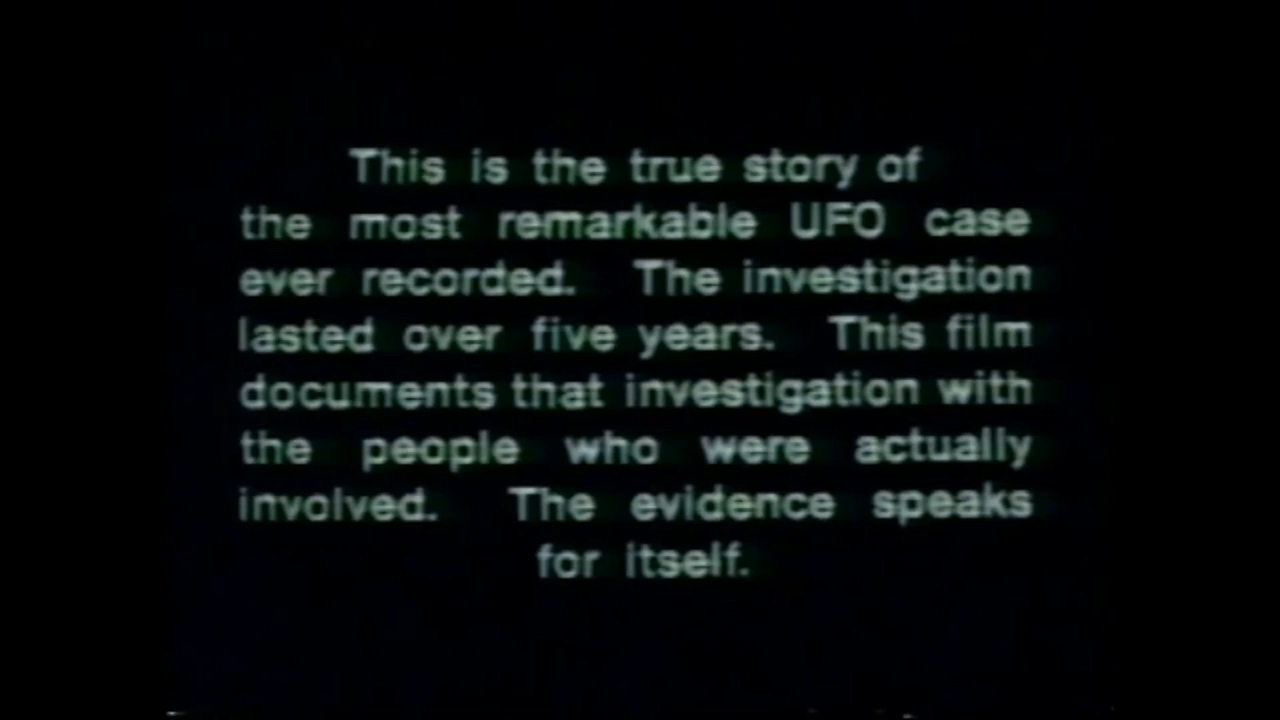 This is the true story of
the most remarkable UFO case
ever recorded. The investigation
lasted over five years. This film
documents that investigation with
the people who were actually
involved. The evidence speaks
for itself.